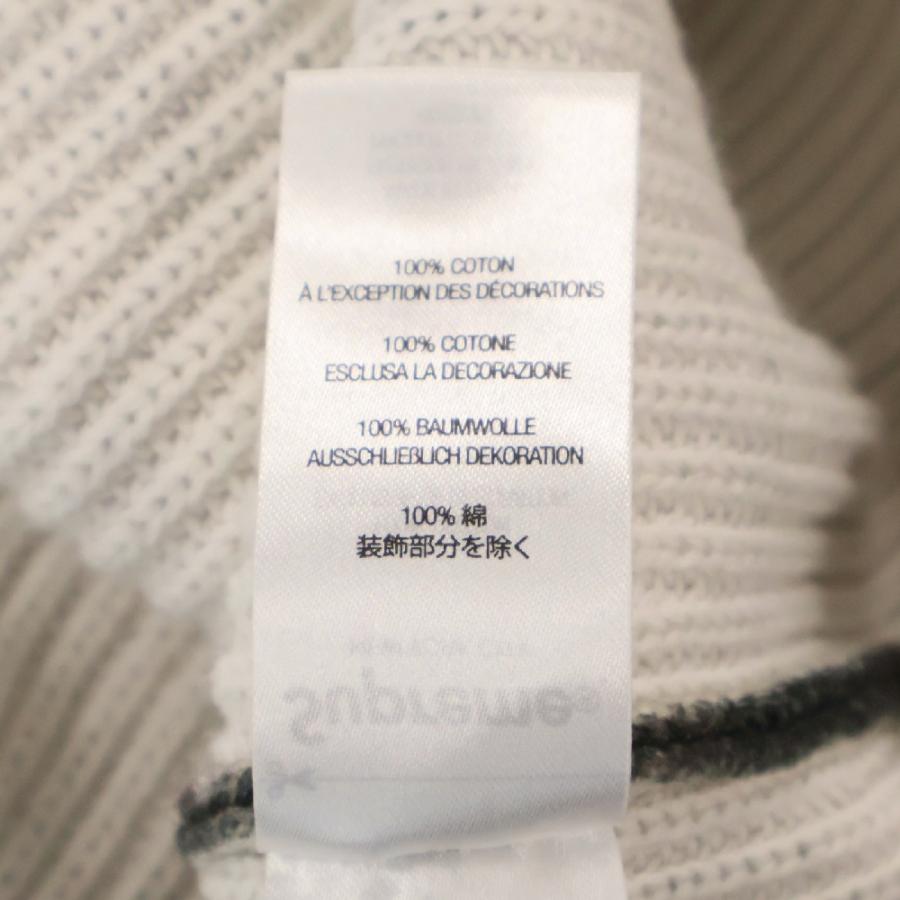 100% COTON
À L'EXCEPTION DES DÉCORATIONS
100% COTONE
ESCLUSA LA DECORAZIONE
100% BAUMWOLLE
AUSSCHLIEßLICH DEKORATION
100% 綿
装飾部分を除く
Supreme®